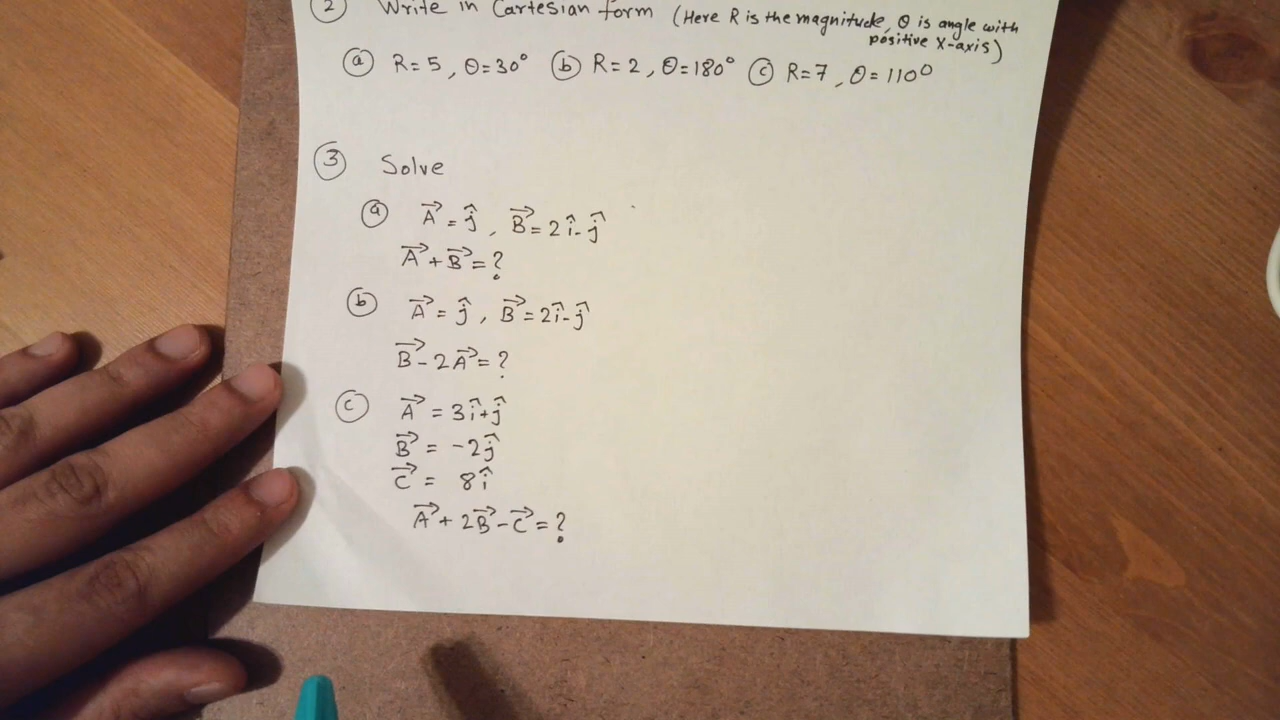 ② Write in Cartesian form (Here R is the magnitude, θ is angle with
positive X-axis)
ⓐ R=5, θ=30° ⓑ R=2, θ=180° ⓒ R=7, θ=110°
③ Solve
ⓐ A⃗ = ĵ, B⃗ = 2î-ĵ
A⃗ + B⃗ = ?
ⓑ A⃗ = ĵ, B⃗ = 2î-ĵ
B⃗ - 2A⃗ = ?
ⓒ A⃗ = 3î+ĵ
B⃗ = -2ĵ
C⃗ = 8î
A⃗ + 2B⃗ - C⃗ = ?